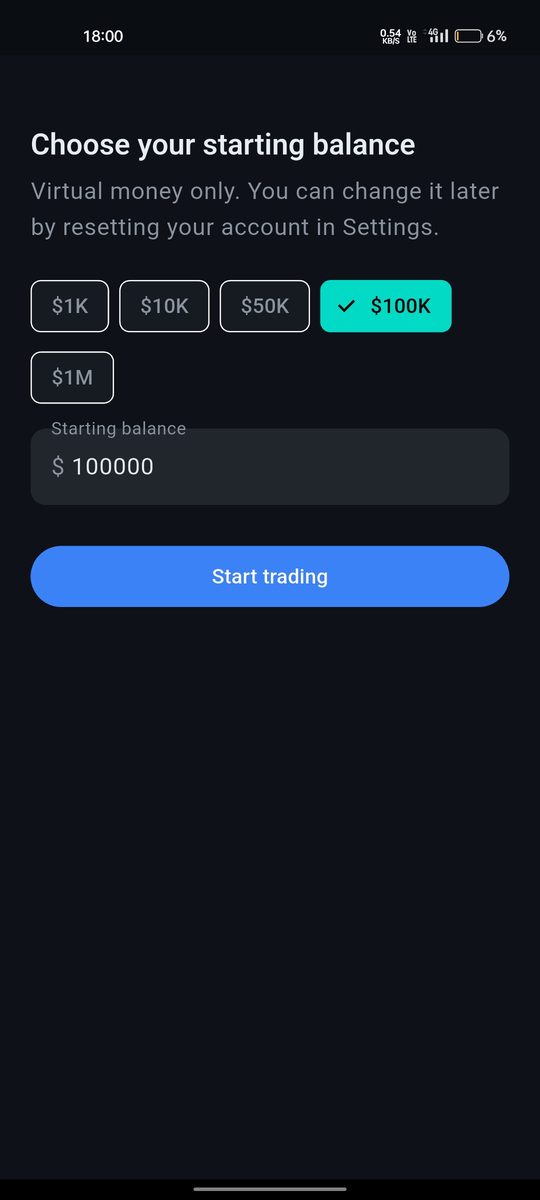 18:00 0.54 KB/S Vo LTE 4G 6%
Choose your starting balance
Virtual money only. You can change it later
by resetting your account in Settings.
$1K $10K $50K $100K
$1M
Starting balance
$ 100000
Start trading